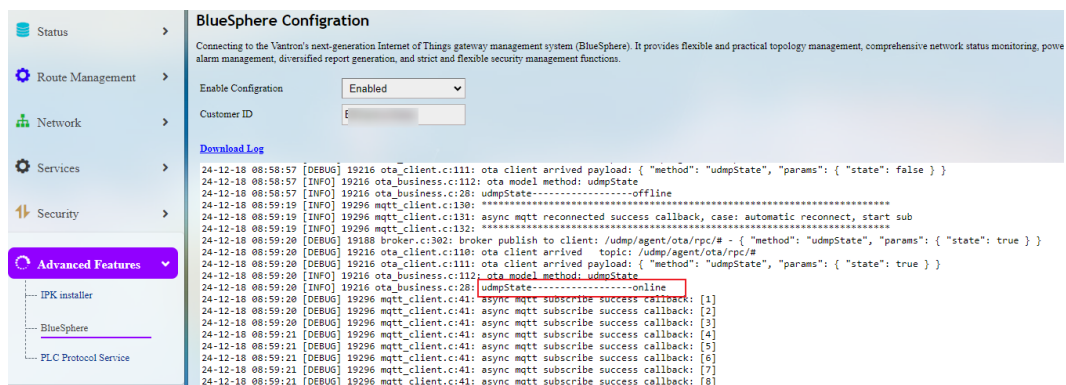 Status
Route Management
Network
Services
Security
Advanced Features
IPK installer
BlueSphere
PLC Protocol Service
BlueSphere Configration
Connecting to the Vantron's next-generation Internet of Things gateway management system (BlueSphere). It provides flexible and practical topology management, comprehensive network status monitoring, powe
alarm management, diversified report generation, and strict and flexible security management functions.
Enable Configration Enabled
Customer ID
Download Log
24-12-18 08:58:57 [DEBUG] 19216 ota_client.c:111: ota client arrived payload: { "method": "udmpState", "params": { "state": false } }
24-12-18 08:58:57 [INFO] 19216 ota_business.c:112: ota model method: udmpState
24-12-18 08:58:57 [INFO] 19216 ota_business.c:28: udmpState------------------offline
24-12-18 08:59:19 [INFO] 19296 mqtt_client.c:130: **************************************************************************
24-12-18 08:59:19 [INFO] 19296 mqtt_client.c:131: async mqtt reconnected success callback, case: automatic reconnect, start sub
24-12-18 08:59:19 [INFO] 19296 mqtt_client.c:132: **************************************************************************
24-12-18 08:59:20 [DEBUG] 19188 broker.c:302: broker publish to client: /udmp/agent/ota/rpc/# - { "method": "udmpState", "params": { "state": true } }
24-12-18 08:59:20 [DEBUG] 19216 ota_client.c:110: ota client arrived topic: /udmp/agent/ota/rpc/#
24-12-18 08:59:20 [DEBUG] 19216 ota_client.c:111: ota client arrived payload: { "method": "udmpState", "params": { "state": true } }
24-12-18 08:59:20 [INFO] 19216 ota_business.c:112: ota model method: udmpState
24-12-18 08:59:20 [INFO] 19216 ota_business.c:28: udmpState------------------online
24-12-18 08:59:20 [DEBUG] 19296 mqtt_client.c:41: async mqtt subscribe success callback: [1]
24-12-18 08:59:20 [DEBUG] 19296 mqtt_client.c:41: async mqtt subscribe success callback: [2]
24-12-18 08:59:20 [DEBUG] 19296 mqtt_client.c:41: async mqtt subscribe success callback: [3]
24-12-18 08:59:21 [DEBUG] 19296 mqtt_client.c:41: async mqtt subscribe success callback: [4]
24-12-18 08:59:21 [DEBUG] 19296 mqtt_client.c:41: async mqtt subscribe success callback: [5]
24-12-18 08:59:21 [DEBUG] 19296 mqtt_client.c:41: async mqtt subscribe success callback: [6]
24-12-18 08:59:21 [DEBUG] 19296 mqtt_client.c:41: async mqtt subscribe success callback: [7]
24-12-18 08:59:21 [DEBUG] 19296 mqtt_client.c:41: async mqtt subscribe success callback: [8]